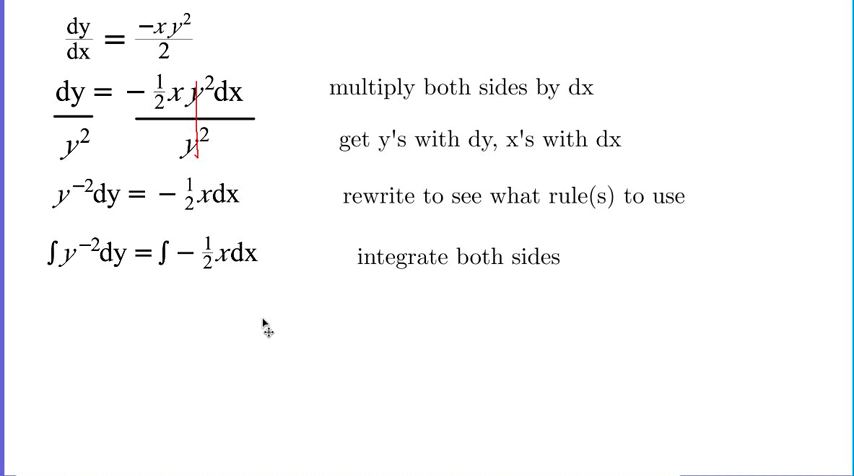 dy/dx = −xy²/2
dy = − ½xy²dx multiply both sides by dx
y² y² get y's with dy, x's with dx
y⁻²dy = − ½xdx rewrite to see what rule(s) to use
∫y⁻²dy = ∫ − ½xdx integrate both sides